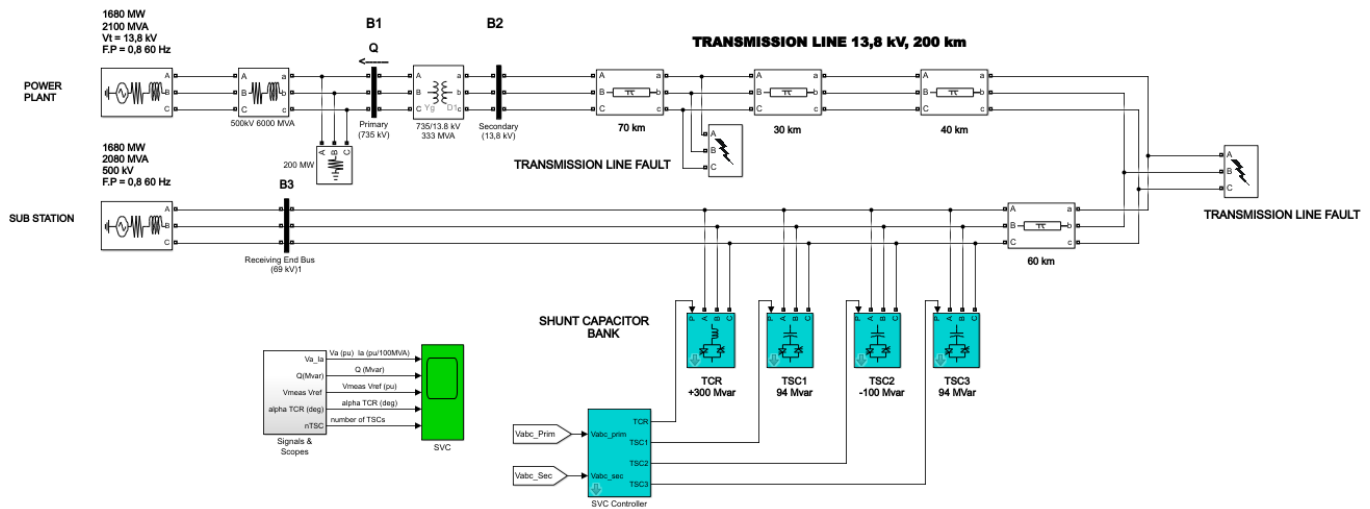 1680 MW
2100 MVA
Vt = 13,8 kV
F.P = 0,8 60 Hz
B1
B2
Q
<-----
TRANSMISSION LINE 13,8 kV, 200 km
POWER
PLANT
A
B
C
A a
B b
C c
500kV 6000 MVA
Primary
(735 kV)
A a
B b
C c
Yg D1
735/13.8 kV
333 MVA
Secondary
(13,8 kV)
A a
B b
C c
70 km
A a
B b
C c
30 km
A a
B b
C c
40 km
A B C
200 MW
A
B
C
TRANSMISSION LINE FAULT
A
B
C
TRANSMISSION LINE FAULT
1680 MW
2080 MVA
500 kV
F.P = 0,8 60 Hz
B3
SUB STATION
A
B
C
Receiving End Bus
(69 kV)1
A a
B b
C c
60 km
SHUNT CAPACITOR
BANK
P A B C
TCR
+300 Mvar
P A B C
TSC1
94 Mvar
P A B C
TSC2
-100 Mvar
P A B C
TSC3
94 MVar
Va_Ia
Q(Mvar)
Vmeas Vref
alpha TCR (deg)
nTSC
Signals &
Scopes
Va (pu) Ia (pu/100MVA)
Q (Mvar)
Vmeas Vref (pu)
alpha TCR (deg)
number of TSCs
SVC
Vabc_Prim
Vabc_Sec
Vabc_prim
Vabc_sec
TCR
TSC1
TSC2
TSC3
SVC Controller